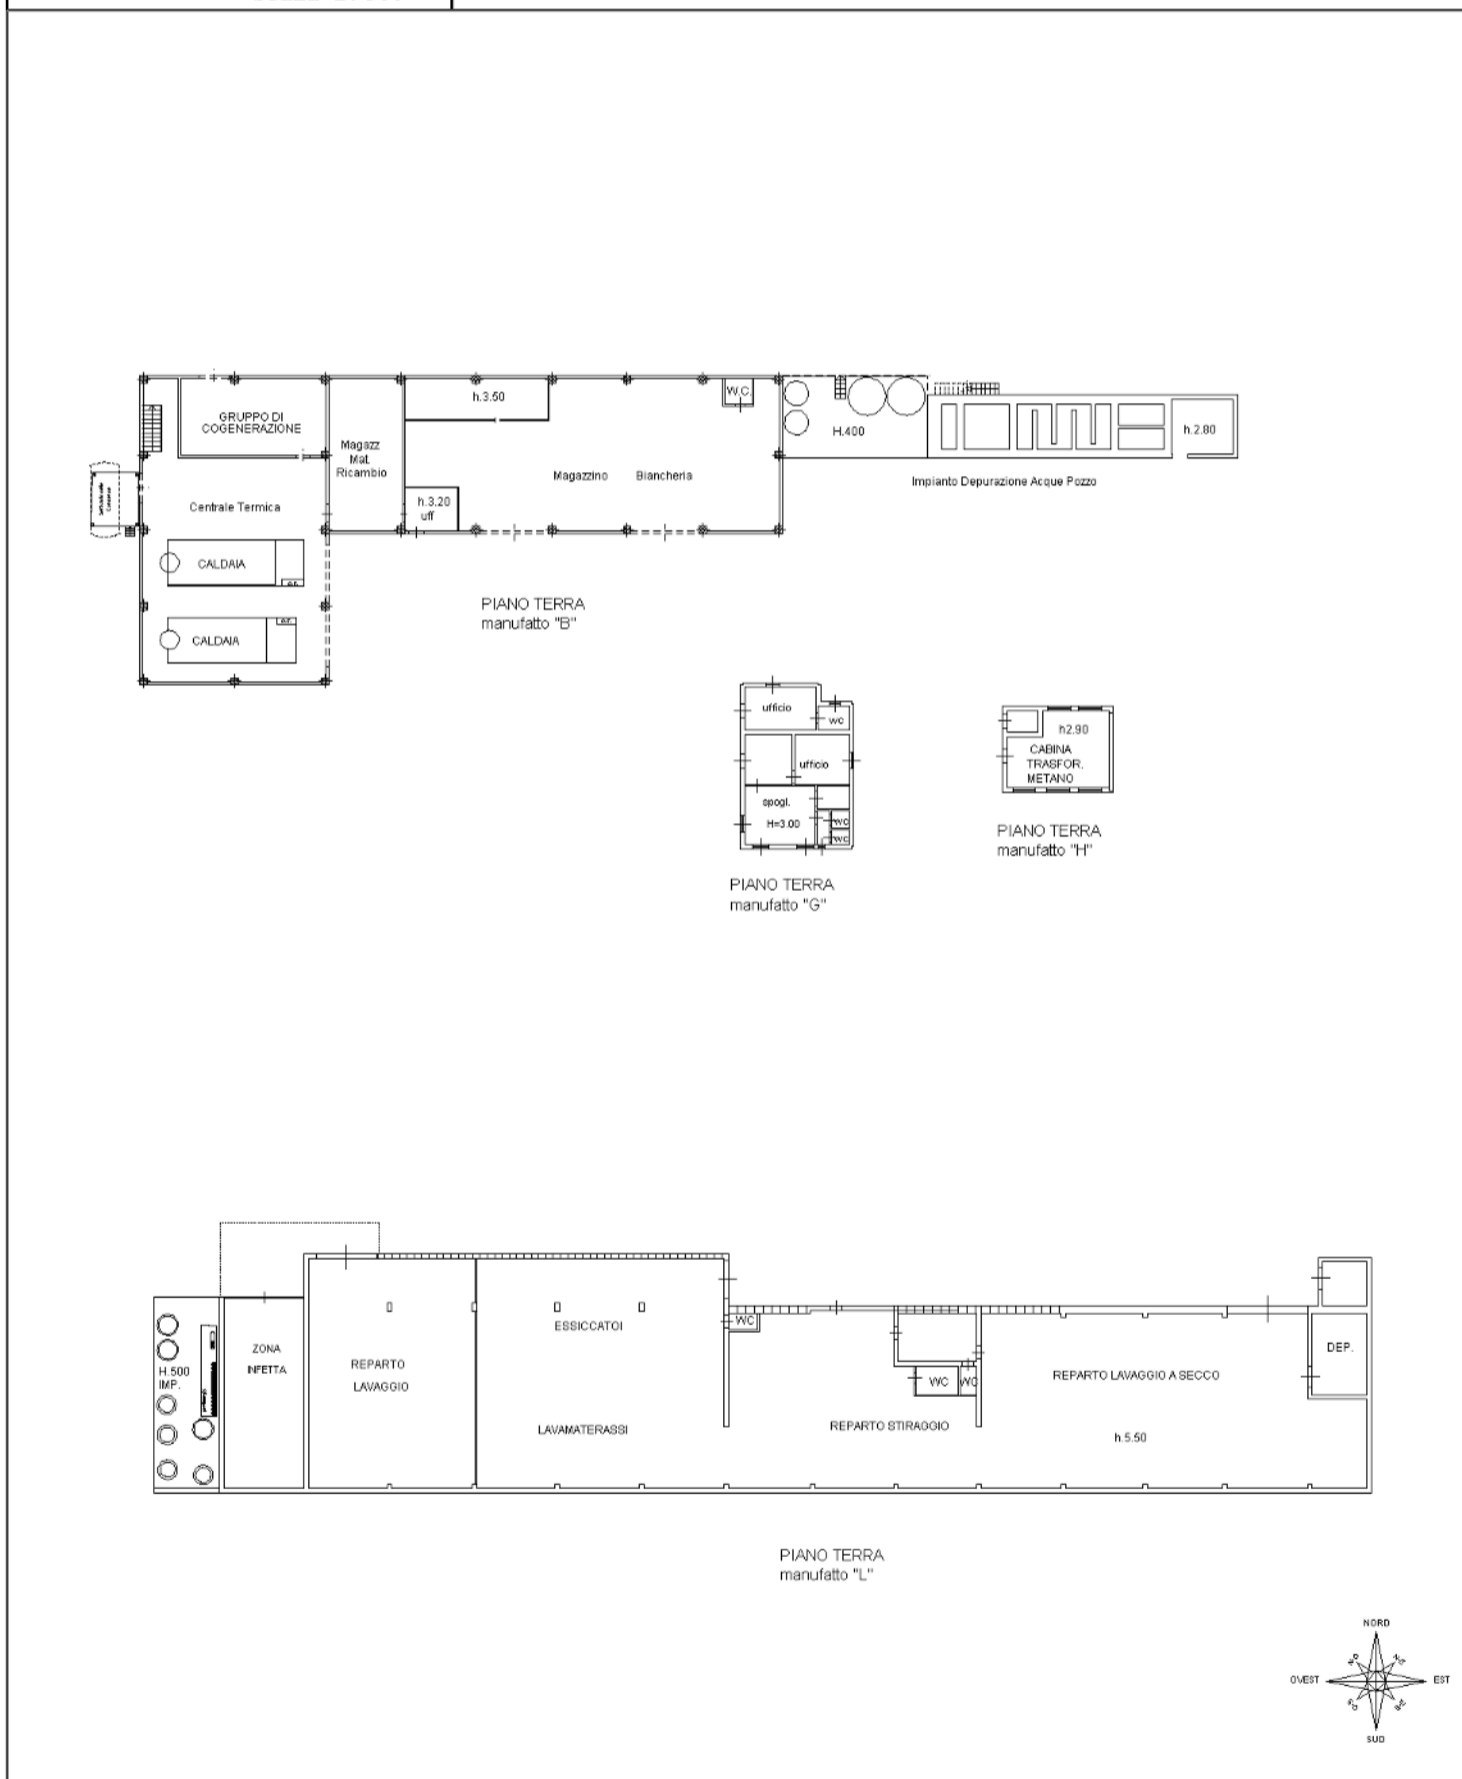 h.3.50
W.C.
GRUPPO DI
COGENERAZIONE
Magazz
Mat.
Ricambio
H.400
h.2.80
Magazzino Biancheria
Impianto Depurazione Acque Pozzo
h.3.20
uff
Centrale Termica
CALDAIA
CALDAIA
PIANO TERRA
manufatto "B"
ufficio
wc
ufficio
spogl.
H=3.00
WC
WC
PIANO TERRA
manufatto "G"
h2.90
CABINA
TRASFOR.
METANO
PIANO TERRA
manufatto "H"
H.500
IMP.
ZONA
INFETTA
REPARTO
LAVAGGIO
ESSICCATOI
LAVAMATERASSI
WC
WC
WC
REPARTO STIRAGGIO
REPARTO LAVAGGIO A SECCO
h.5.50
DEP.
PIANO TERRA
manufatto "L"
NORD
OVEST
EST
SUD